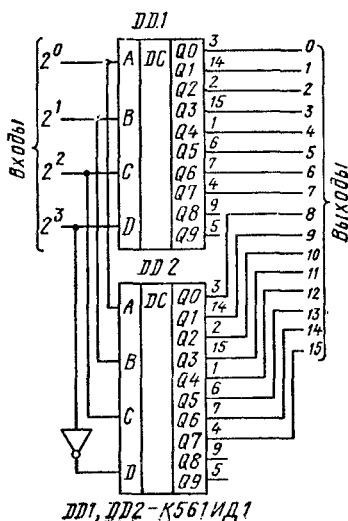 DD1
Входы
2⁰
2¹
2²
2³
A
B
C
D
DC
Q0 3 0
Q1 14 1
Q2 2 2
Q3 15 3
Q4 1 4
Q5 6 5
Q6 7 6
Q7 4 7
Q8 9
Q9 5
8
9
10
11
12
13
14
15
Выходы
DD2
A
B
C
D
DC
Q0 3
Q1 14
Q2 2
Q3 15
Q4 1
Q5 6
Q6 7
Q7 4
Q8 9
Q9 5
DD1, DD2-К561ИД1